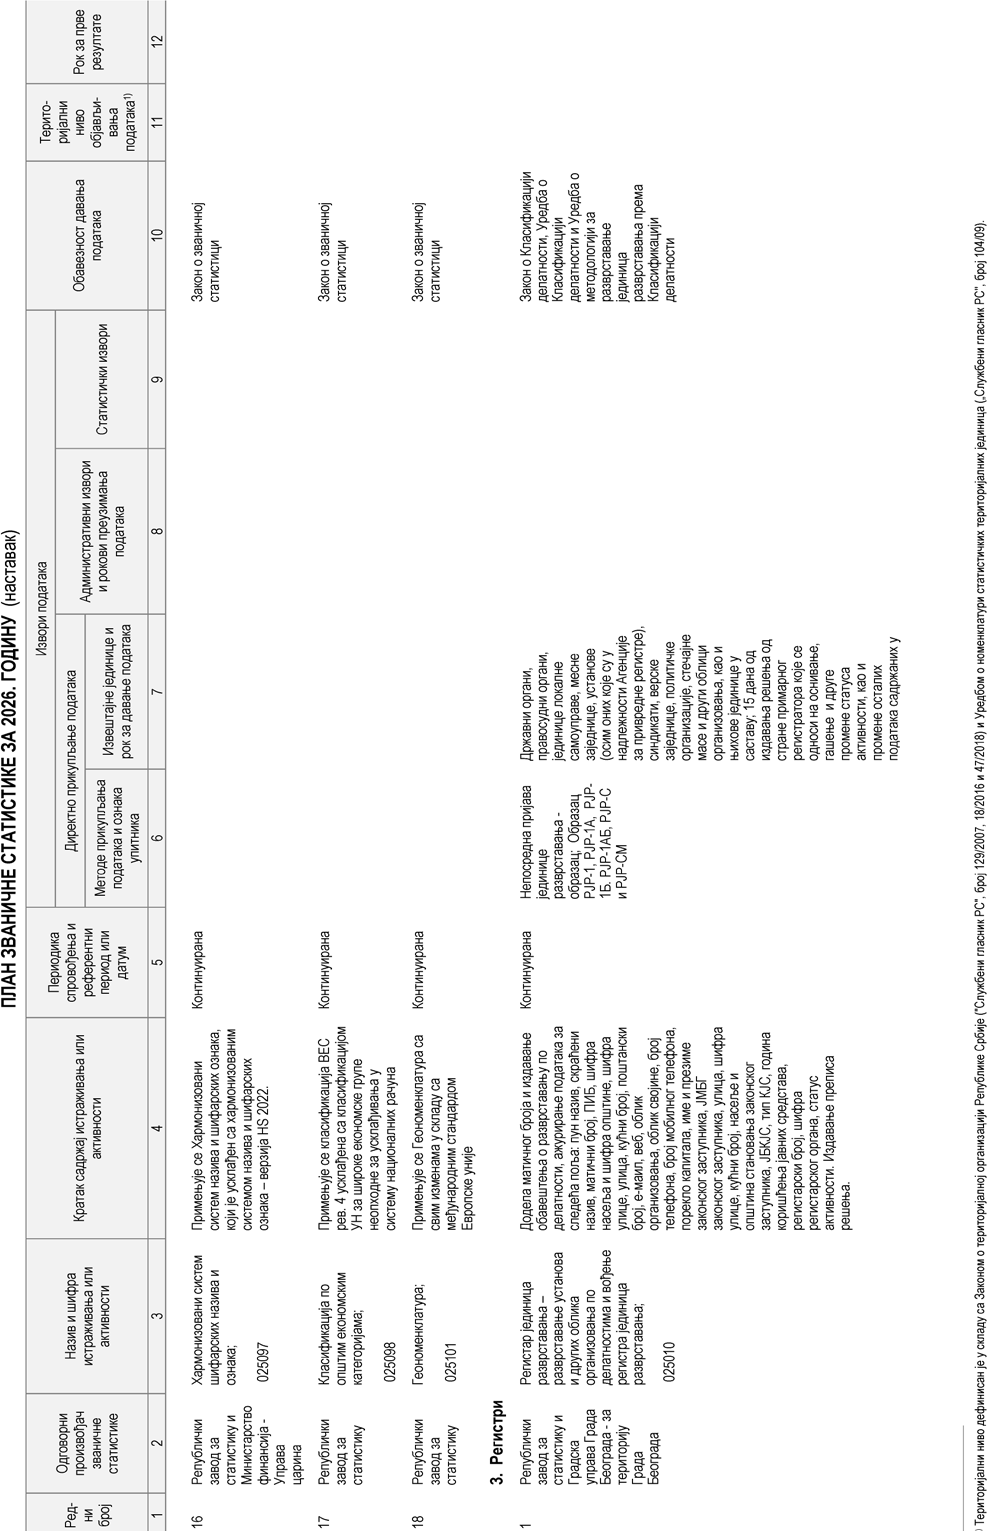 ПЛАН ЗВАНИЧНЕ СТАТИСТИКЕ ЗА 2026. ГОДИНУ (наставак)
Ред-
ни
број
Одговорни
произвођач
званичне
статистике
Назив и шифра
истраживања или
активности
Кратак садржај истраживања или
активности
Периодика
спровођења и
референтни
период или
датум
Извори података
Директно прикупљање података
Методе прикупљања
података и ознака
упитника
Извештајне јединице и
рок за давање података
Административни извори
и рокови преузимања
података
Статистички извори
Обавезност давања
података
Терито-
ријални
ниво
објављи-
вања
података1)
Рок за прве
резултате
1
2
3
4
5
6
7
8
9
10
11
12
16
Републички
завод за
статистику и
Министарство
финансија -
Управа
царина
Хармонизовани систем
шифарских назива и
ознака;
025097
Примењује се Хармонизовани
систем назива и шифарских ознака,
који је усклађен са хармонизованим
системом назива и шифарских
ознака – верзија HS 2022.
Континуирана
Закон о званичној
статистици
17
Републички
завод за
статистику
Класификација по
општим економским
категоријама;
025098
Примењује се класификација BEC
рев. 4 усклађена са класификацијом
УН за широке економске групе
неопходне за усклађивања у
систему националних рачуна
Континуирана
Закон о званичној
статистици
18
Републички
завод за
статистику
Геономенклатура;
025101
Примењује се Геономенклатура са
свим изменама у складу са
међународним стандардом
Европске уније
Континуирана
Закон о званичној
статистици
3. Регистри
1
Републички
завод за
статистику и
Градска
управа Града
Београда - за
територију
Града
Београда
Регистар јединица
разврставања –
разврставање установа
и других облика
организовања по
делатностима и вођење
регистра јединица
разврставања;
025010
Додела матичног броја и издавање
обавештења о разврставању по
делатности, ажурирање података за
следећа поља: пун назив, скраћени
назив, матични број, ПИБ, шифра
насеља и шифра општине, шифра
улице, улица, кућни број, поштански
број, е-маил, веб, облик
организовања, облик својине, број
телефона, број мобилног телефона,
порекло капитала, име и презиме
законског заступника, ЈМБГ
законског заступника, улица, шифра
улице, кућни број, насеље и
општина становања законског
заступника, ЈБКЈС, тип КЈС, година
коришћења јавних средстава,
регистарски број, шифра
регистарског органа, статус
активности. Издавање преписа
решења.
Континуирана
Непосредна пријава
јединице
разврставања -
образац; Образац
РЈР-1, РЈР-1А, РЈР-
1Б. РЈР-1АБ, РЈР-С
и РЈР-СМ
Државни органи,
правосудни органи,
јединице локалне
самоуправе, месне
заједнице, установе
(осим оних које су у
надлежности Агенције
за привредне регистре),
синдикати, верске
заједнице, политичке
организације, стечајне
масе и други облици
организовања, као и
њихове јединице у
саставу; 15 дана од
издавања решења од
стране примарног
регистратора које се
односи на оснивање,
гашење и друге
промене статуса
активности, као и
промене осталих
података садржаних у
Закон о Класификацији
делатности, Уредба о
Класификацији
делатности и Уредба о
методологији за
разврставање
јединица
разврставања према
Класификацији
делатности
) Територијални ниво дефинисан је у складу са Законом о територијалној организацији Републике Србије ("Службени гласник РС", број 129/2007, 18/2016 и 47/2018) и Уредбом о номенклатури статистичких територијалних јединица („Службени гласник РС", број 104/09).